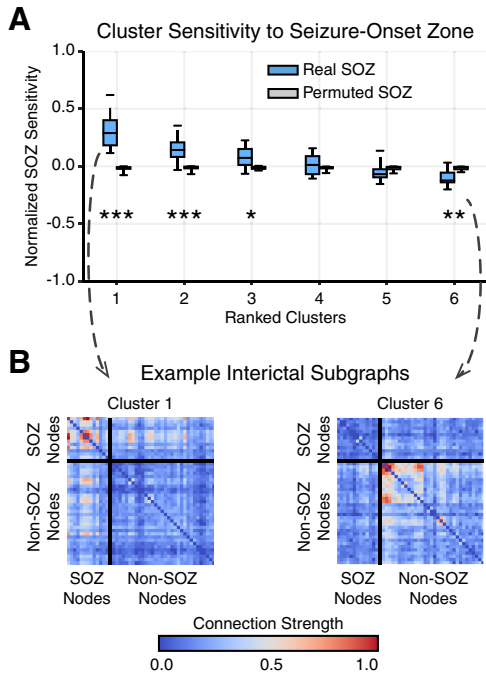 A
Cluster Sensitivity to Seizure-Onset Zone
Normalized SOZ Sensitivity
1.0
0.5
0.0
-0.5
-1.0
Real SOZ
Permuted SOZ
*** *** * **
1 2 3 4 5 6
Ranked Clusters
B
Example Interictal Subgraphs
Cluster 1
SOZ
Nodes
Non-SOZ
Nodes
SOZ
Nodes
Non-SOZ
Nodes
Cluster 6
SOZ
Nodes
Non-SOZ
Nodes
SOZ
Nodes
Non-SOZ
Nodes
Connection Strength
0.0 0.5 1.0